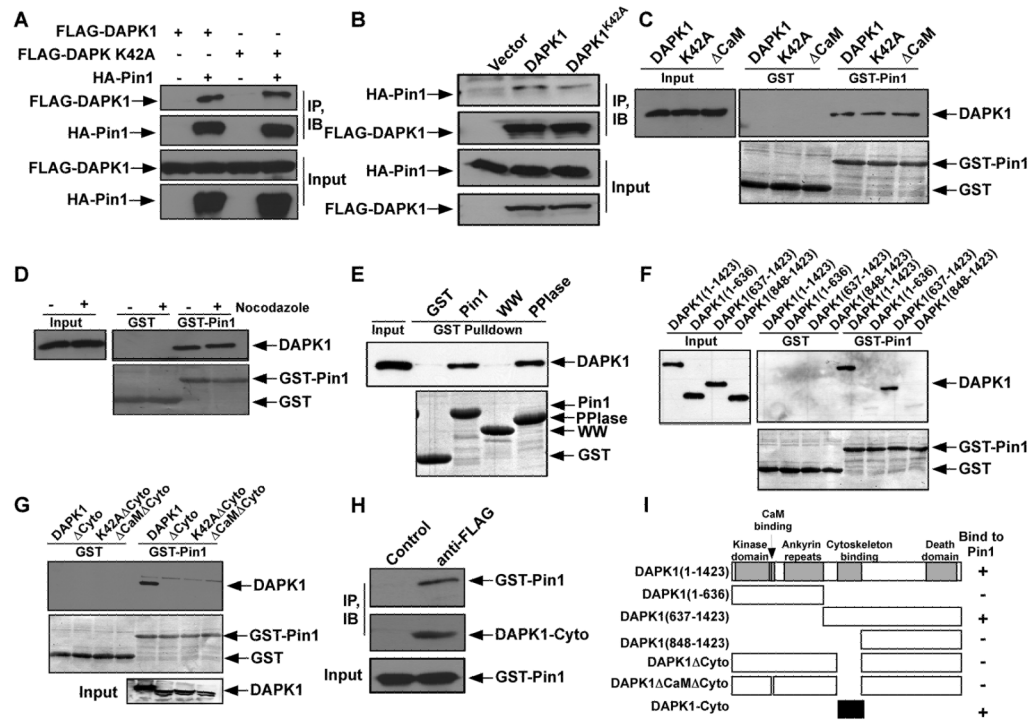 A
FLAG-DAPK1 - + + - -
FLAG-DAPK K42A - - + +
HA-Pin1 - + - +
FLAG-DAPK1
HA-Pin1
IP, IB
FLAG-DAPK1
HA-Pin1
Input
B
Vector DAPK1 DAPK1K42A
HA-Pin1
FLAG-DAPK1
IP, IB
HA-Pin1
FLAG-DAPK1
Input
C
DAPK1 K42A ΔCaM DAPK1 K42A ΔCaM DAPK1 K42A ΔCaM
Input GST GST-Pin1
DAPK1
GST-Pin1
GST
D
- + - + - + Nocodazole
Input GST GST-Pin1
DAPK1
GST-Pin1
GST
E
GST Pin1 WW PPIase
Input GST Pulldown
DAPK1
Pin1
PPIase
WW
GST
F
DAPK1(1-1423) DAPK1(1-636) DAPK1(637-1423) DAPK1(848-1423) DAPK1(1-1423) DAPK1(1-636) DAPK1(637-1423) DAPK1(848-1423) DAPK1(1-1423) DAPK1(1-636) DAPK1(637-1423) DAPK1(848-1423)
Input GST GST-Pin1
DAPK1
GST-Pin1
GST
G
DAPK1 ΔCyto K42AΔCyto ΔCaMΔCyto DAPK1 ΔCyto K42AΔCyto ΔCaMΔCyto
GST GST-Pin1
DAPK1
GST-Pin1
GST
Input DAPK1
H
Control anti-FLAG
IP, IB
GST-Pin1
DAPK1-Cyto
Input GST-Pin1
I
CaM binding
Kinase domain Ankyrin repeats Cytoskeleton binding Death domain Bind to Pin1
DAPK1(1-1423) +
DAPK1(1-636) -
DAPK1(637-1423) +
DAPK1(848-1423) -
DAPK1ΔCyto -
DAPK1ΔCaMΔCyto -
DAPK1-Cyto +